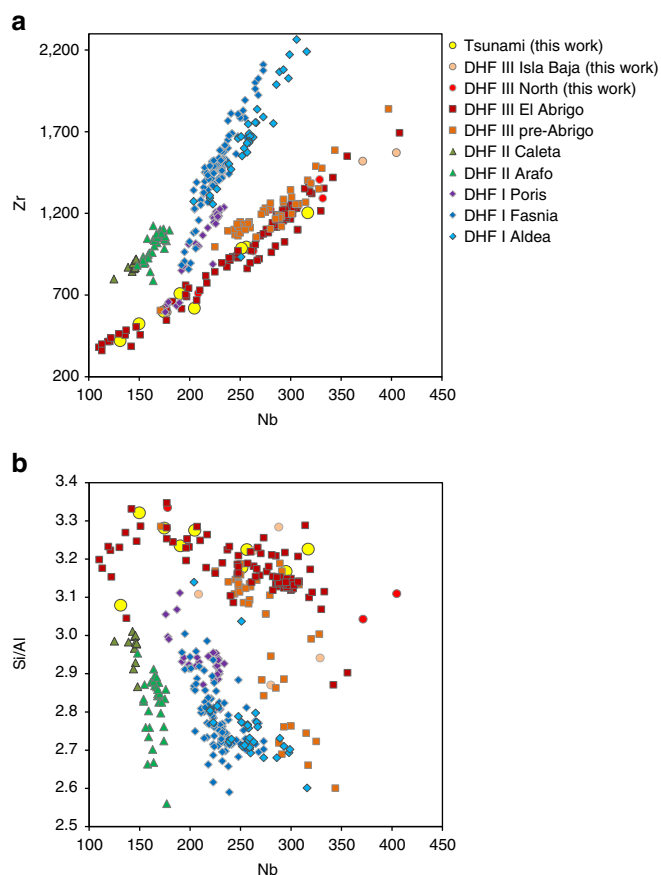 a
2,200
1,700
1,200
700
200
Zr
100 150 200 250 300 350 400 450
Nb
Tsunami (this work)
DHF III Isla Baja (this work)
DHF III North (this work)
DHF III El Abrigo
DHF III pre-Abrigo
DHF II Caleta
DHF II Arafo
DHF I Poris
DHF I Fasnia
DHF I Aldea
b
3.4
3.3
3.2
3.1
3.0
2.9
2.8
2.7
2.6
2.5
Si/Al
100 150 200 250 300 350 400 450
Nb